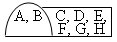 A, B C, D, E,
F, G, H